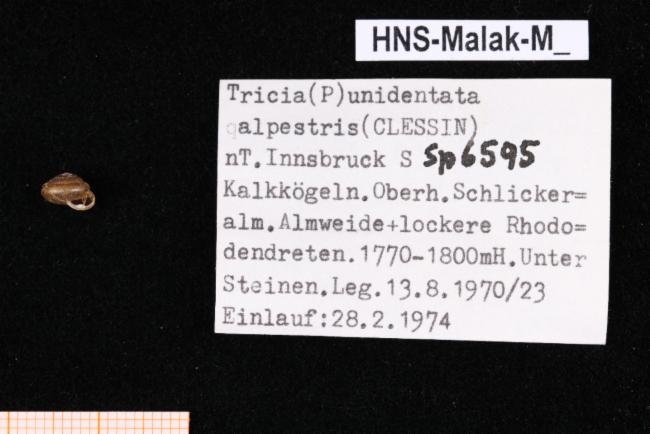 HNS-Malak-M_
Tricia(P)unidentata
alpestris(CLESSIN)
nT.Innsbruck S Sp6595
Kalkkögeln.Oberh.Schlicker=
alm.Almweide+lockere Rhodo=
dendreten.1770-1800mH.Unter
Steinen.Leg.13.8.1970/23
Einlauf:28.2.1974